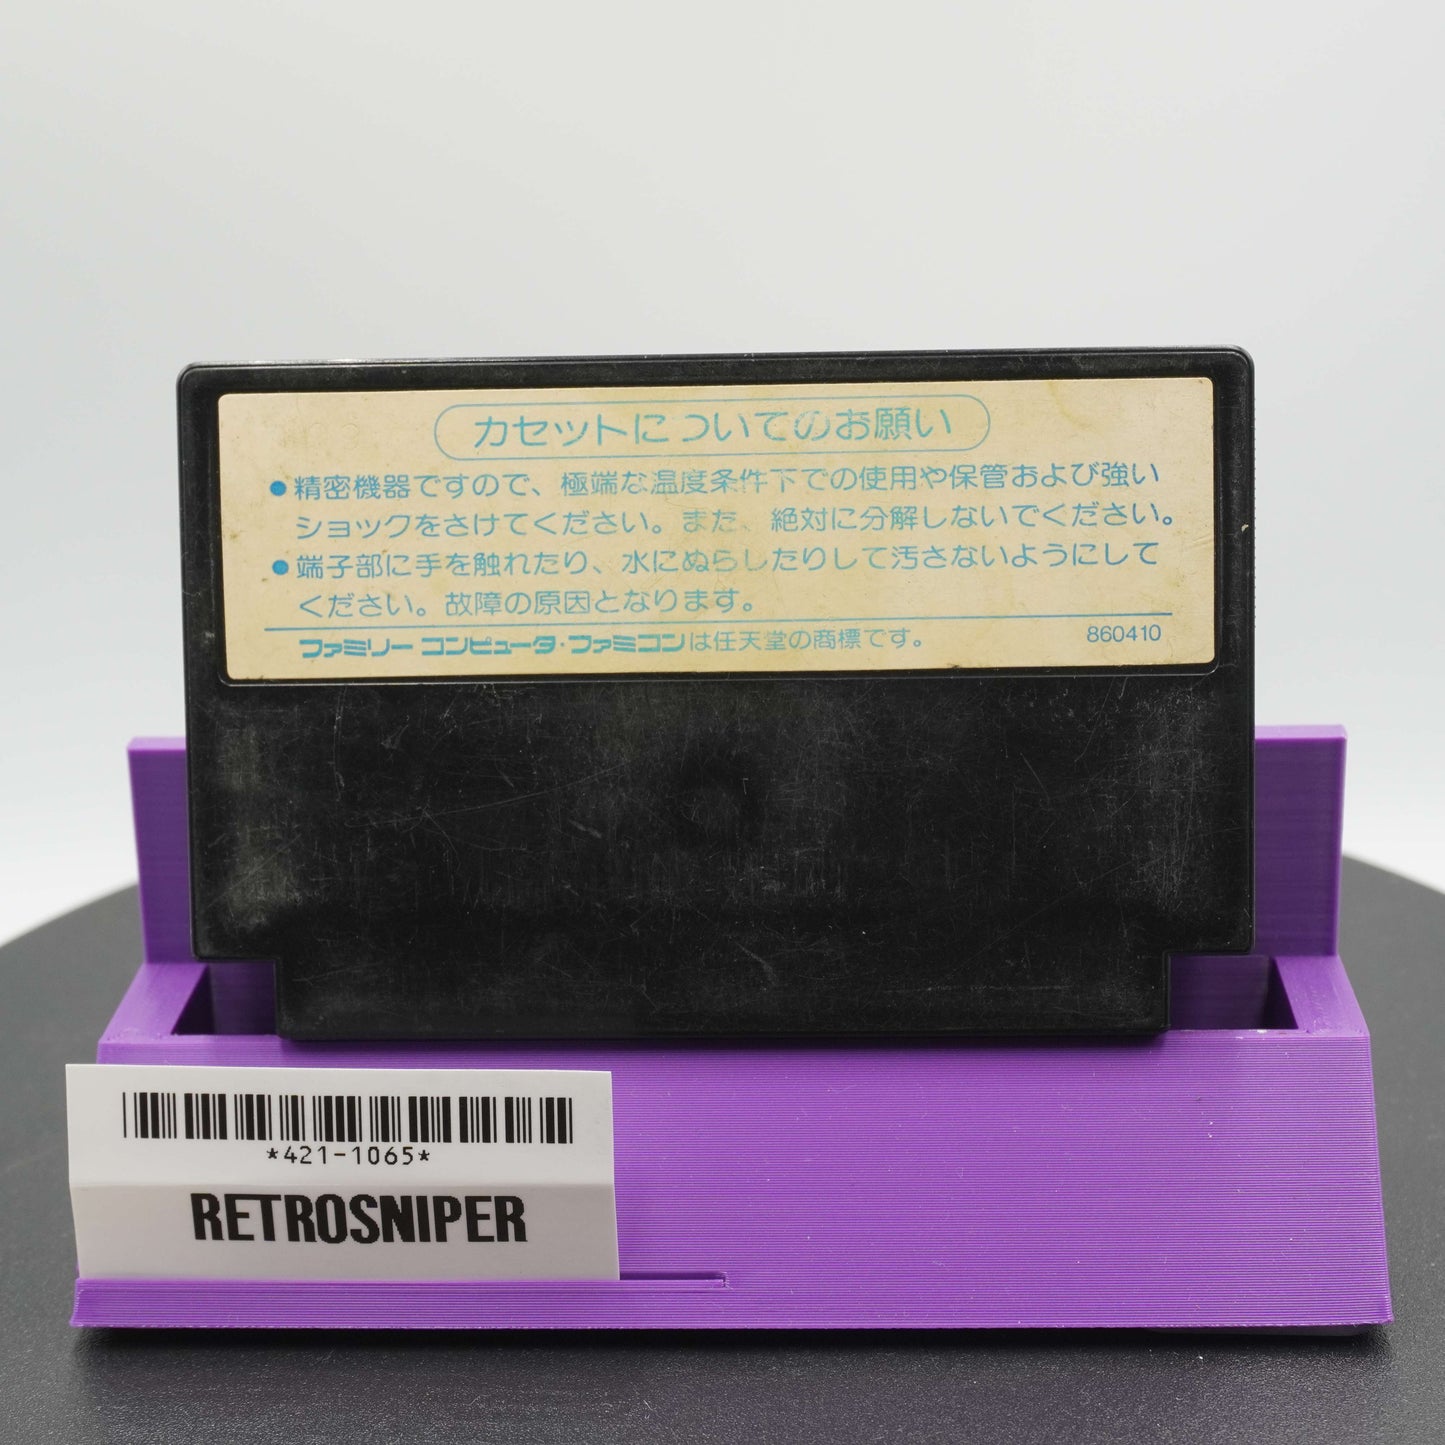 カセットについてのお願い
●精密機器ですので、極端な温度条件下での使用や保管および強い
ショックをさけてください。また、絶対に分解しないでください。
●端子部に手を触れたり、水にぬらしたりして汚さないようにして
ください。故障の原因となります。
ファミリーコンピュータ・ファミコンは任天堂の商標です。 860410
*421-1065*
RETROSNIPER